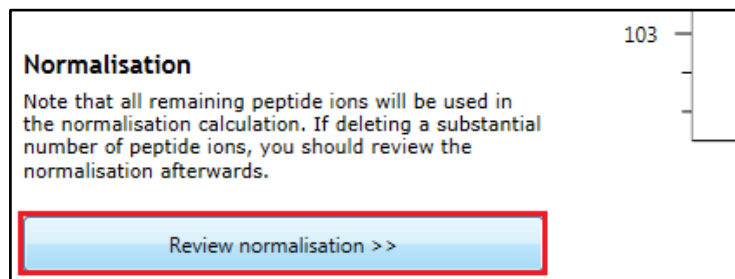 103
Normalisation
Note that all remaining peptide ions will be used in
the normalisation calculation. If deleting a substantial
number of peptide ions, you should review the
normalisation afterwards.
Review normalisation >>